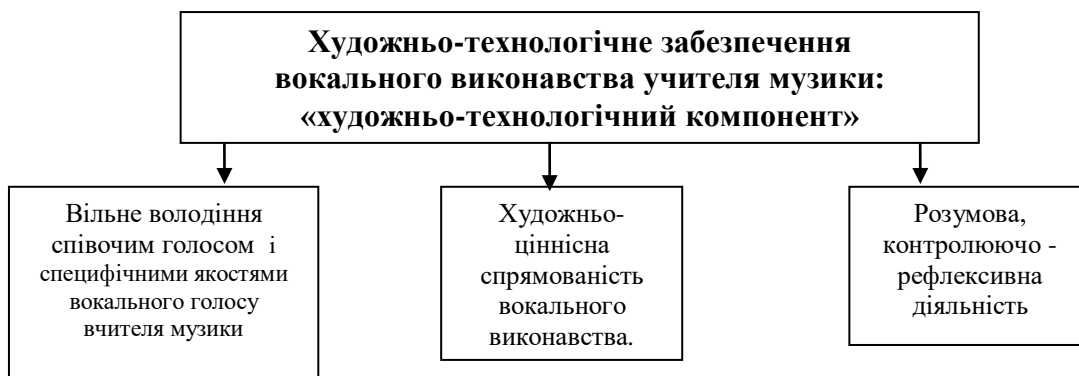 Художньо-технологічне забезпечення
вокального виконавства учителя музики:
«художньо-технологічний компонент»
Вільне володіння
співочим голосом і
специфічними якостями
вокального голосу
вчителя музики
Художньо-
ціннісна
спрямованість
вокального
виконавства.
Розумова,
контролюючо -
рефлексивна
діяльність